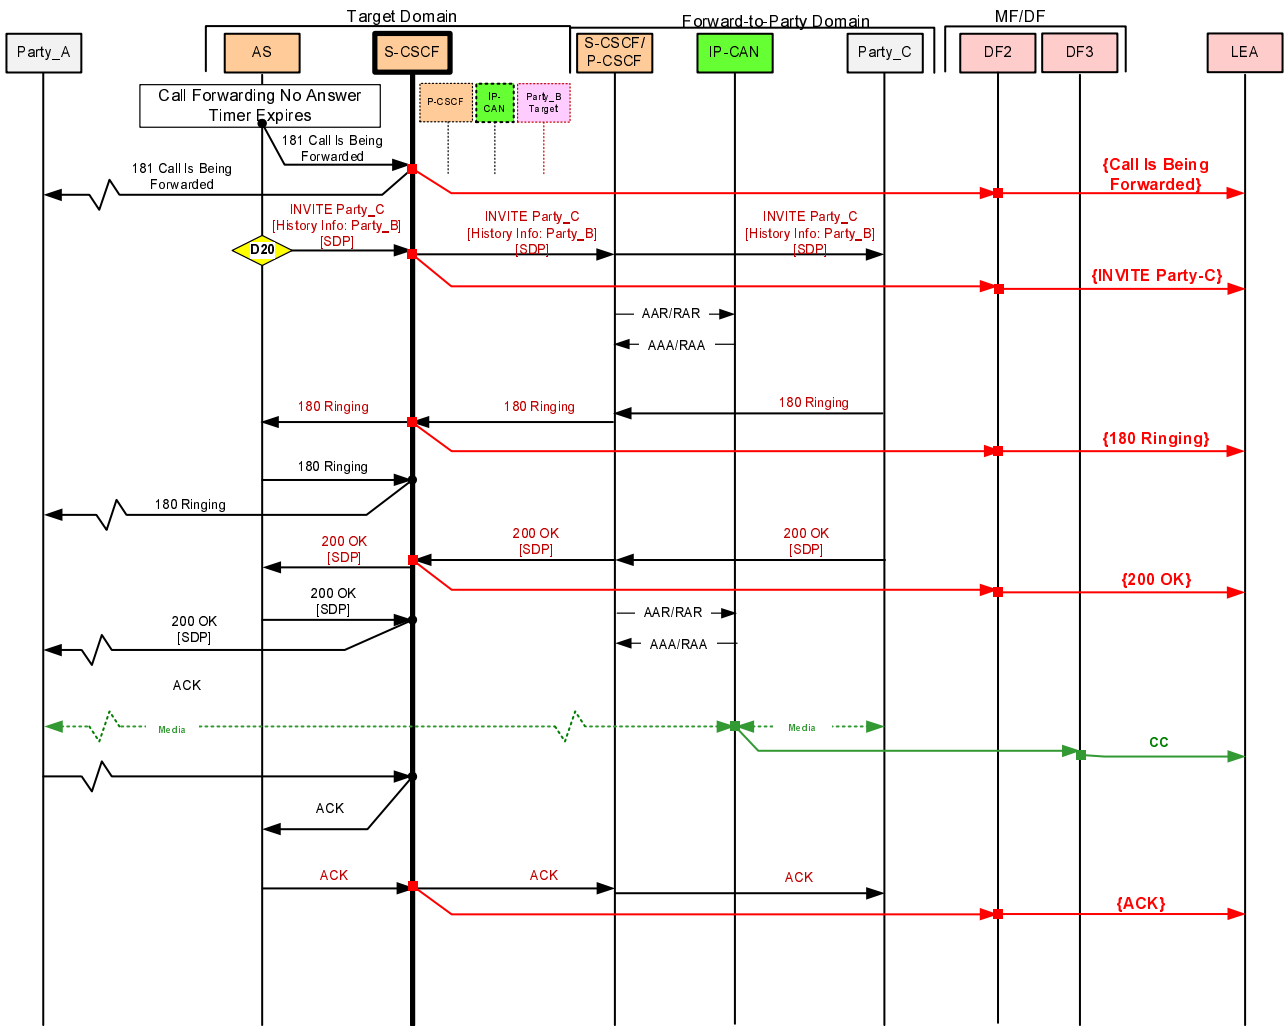 Target Domain
Forward-to-Party Domain
MF/DF
Party_A
AS
S-CSCF
S-CSCF/
P-CSCF
IP-CAN
Party_C
DF2
DF3
LEA
Call Forwarding No Answer
Timer Expires
P-CSCF
IP-
CAN
Party_B
Target
181 Call Is Being
Forwarded
181 Call Is Being
Forwarded
{Call Is Being
Forwarded}
D20
INVITE Party_C
[History Info: Party_B]
[SDP]
INVITE Party_C
[History Info: Party_B]
[SDP]
INVITE Party_C
[History Info: Party_B]
[SDP]
{INVITE Party-C}
AAR/RAR
AAA/RAA
180 Ringing
180 Ringing
180 Ringing
{180 Ringing}
180 Ringing
180 Ringing
200 OK
[SDP]
200 OK
[SDP]
200 OK
[SDP]
{200 OK}
200 OK
[SDP]
AAR/RAR
200 OK
[SDP]
AAA/RAA
ACK
Media
Media
CC
ACK
ACK
ACK
ACK
{ACK}